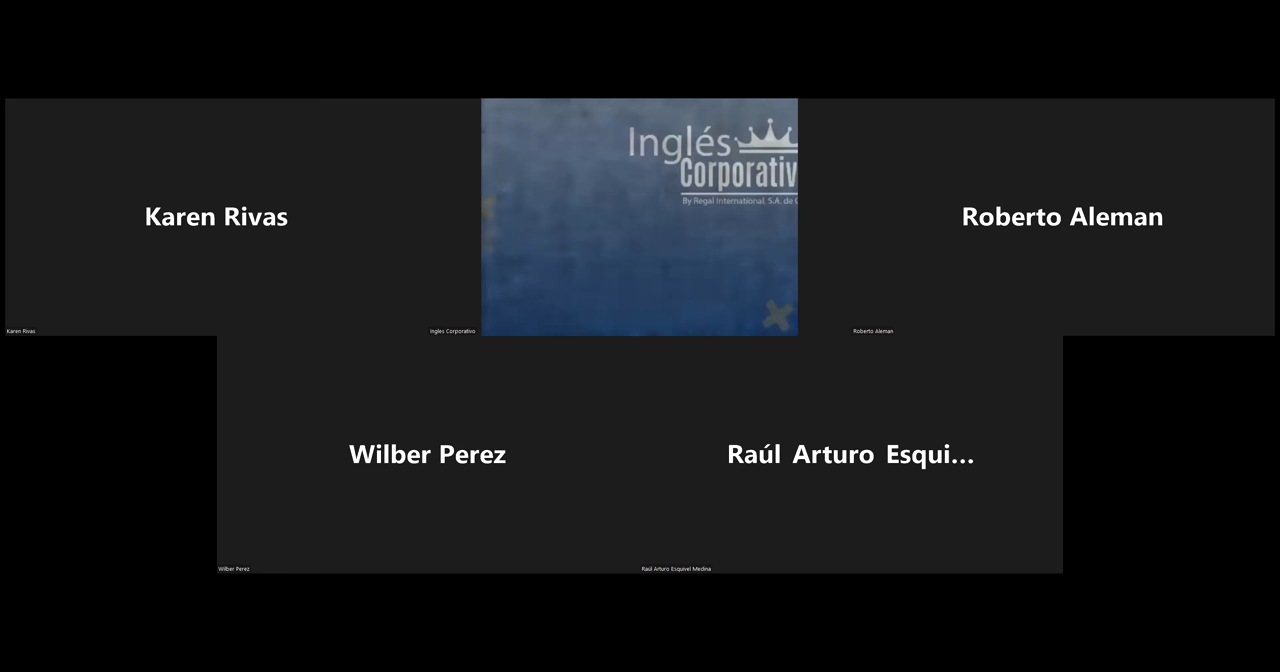 Karen Rivas
Karen Rivas
Inglés
Corporativ
By Regal International, S.A. de C
Ingles Corporativo
Roberto Aleman
Roberto Aleman
Wilber Perez
Wilber Perez
Raúl Arturo Esqui...
Raúl Arturo Esquivel Medina